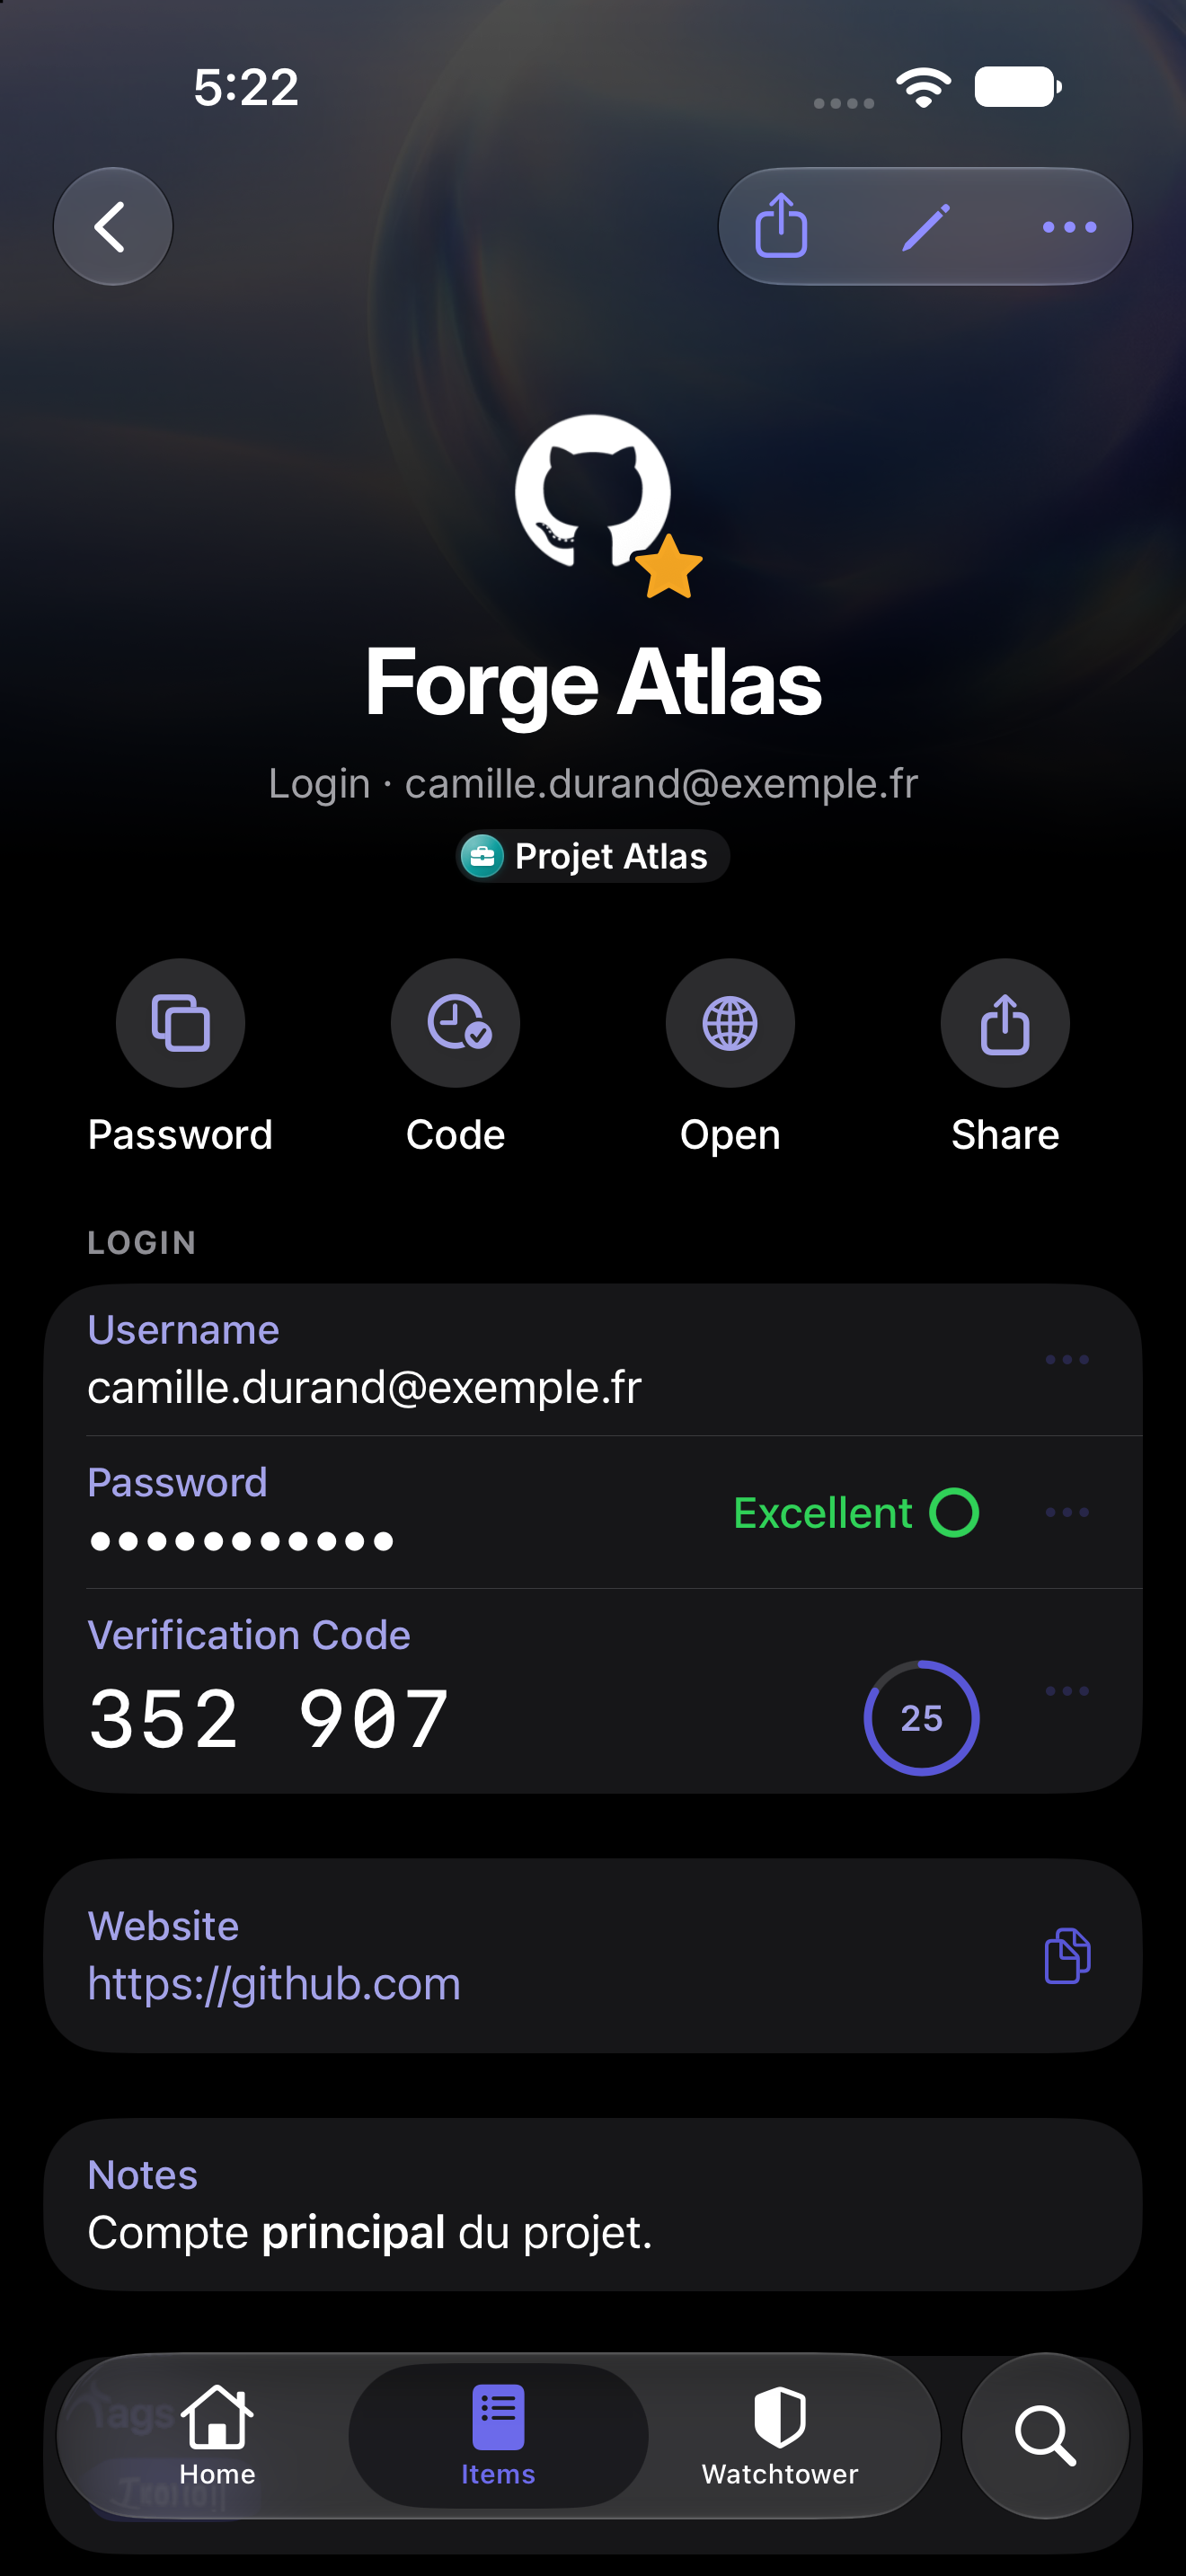 5:22
Forge Atlas
Login · camille.durand@exemple.fr
Projet Atlas
Password
Code
Open
Share
LOGIN
Username
camille.durand@exemple.fr
Password
Excellent
Verification Code
352 907
25
Website
https://github.com
Notes
Compte principal du projet.
Tags
Home
Items
Watchtower